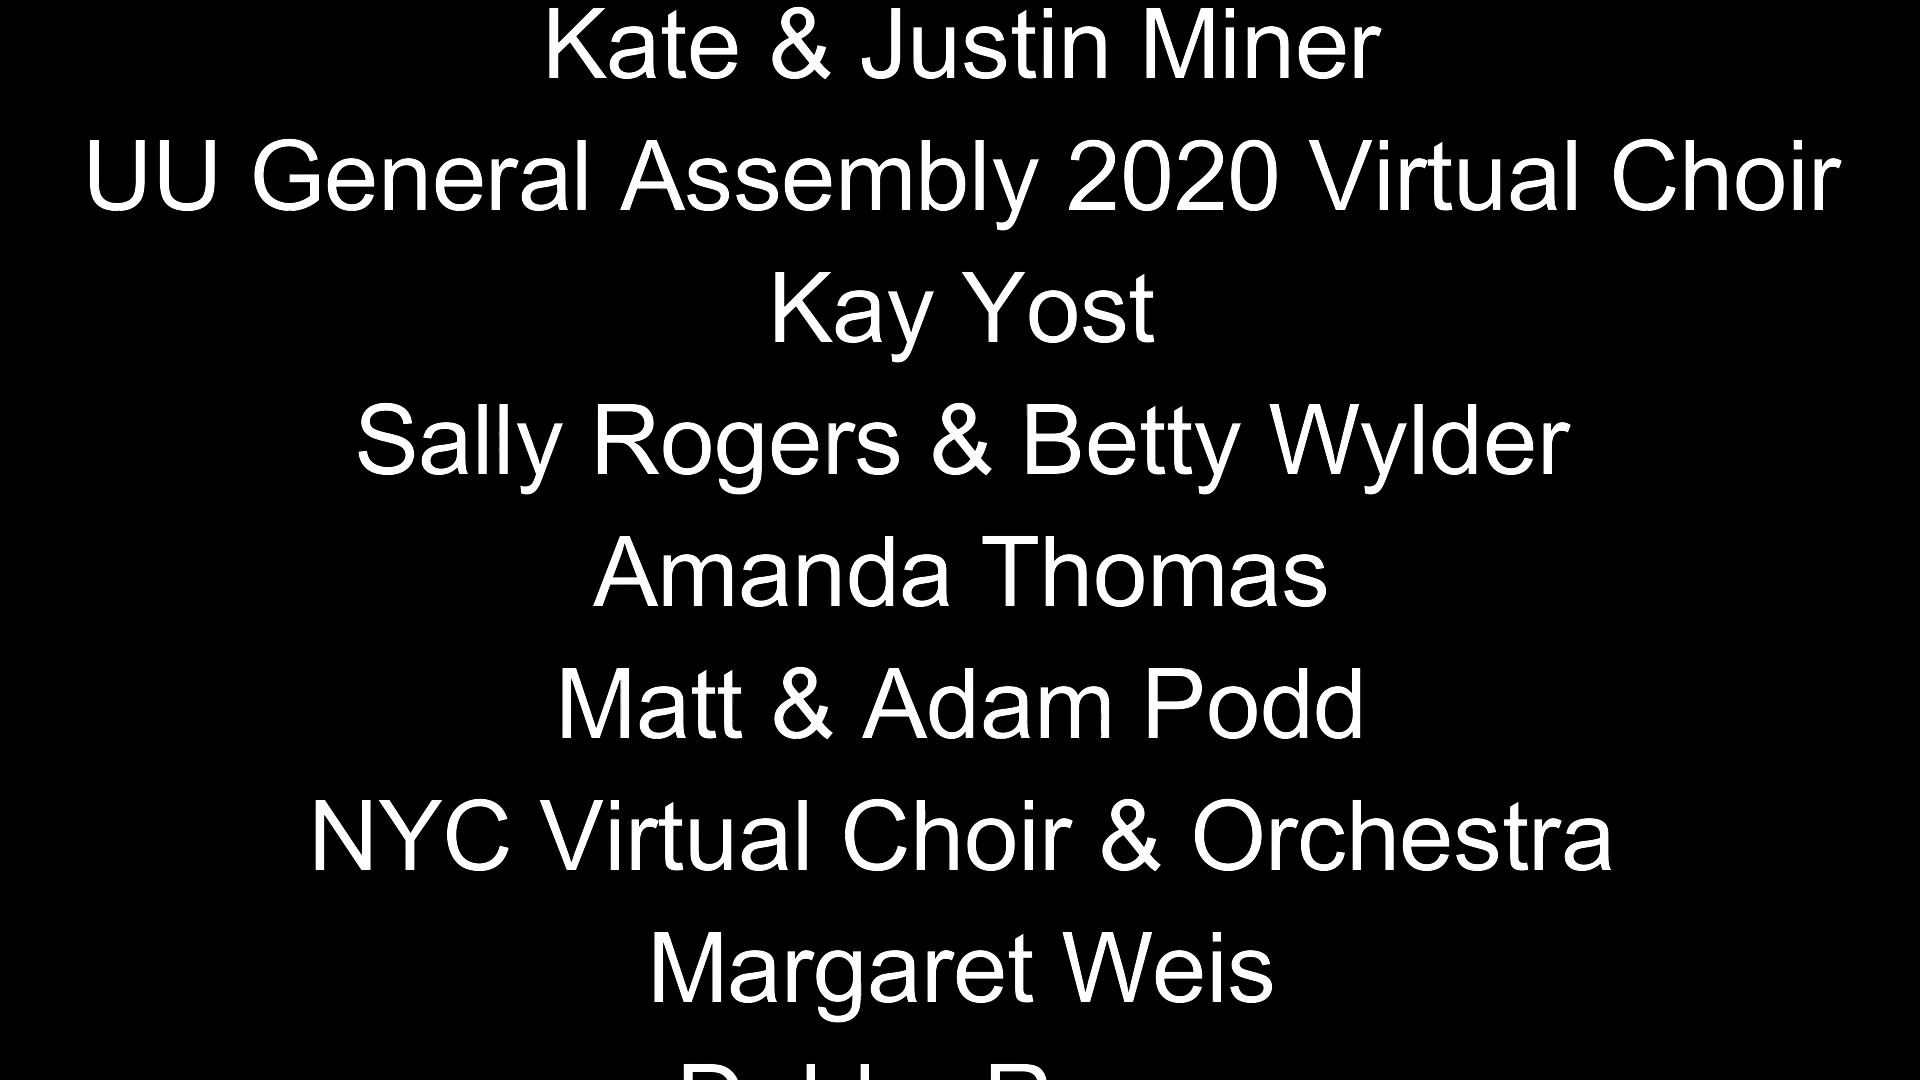 Kate & Justin Miner
UU General Assembly 2020 Virtual Choir
Kay Yost
Sally Rogers & Betty Wylder
Amanda Thomas
Matt & Adam Podd
NYC Virtual Choir & Orchestra
Margaret Weis